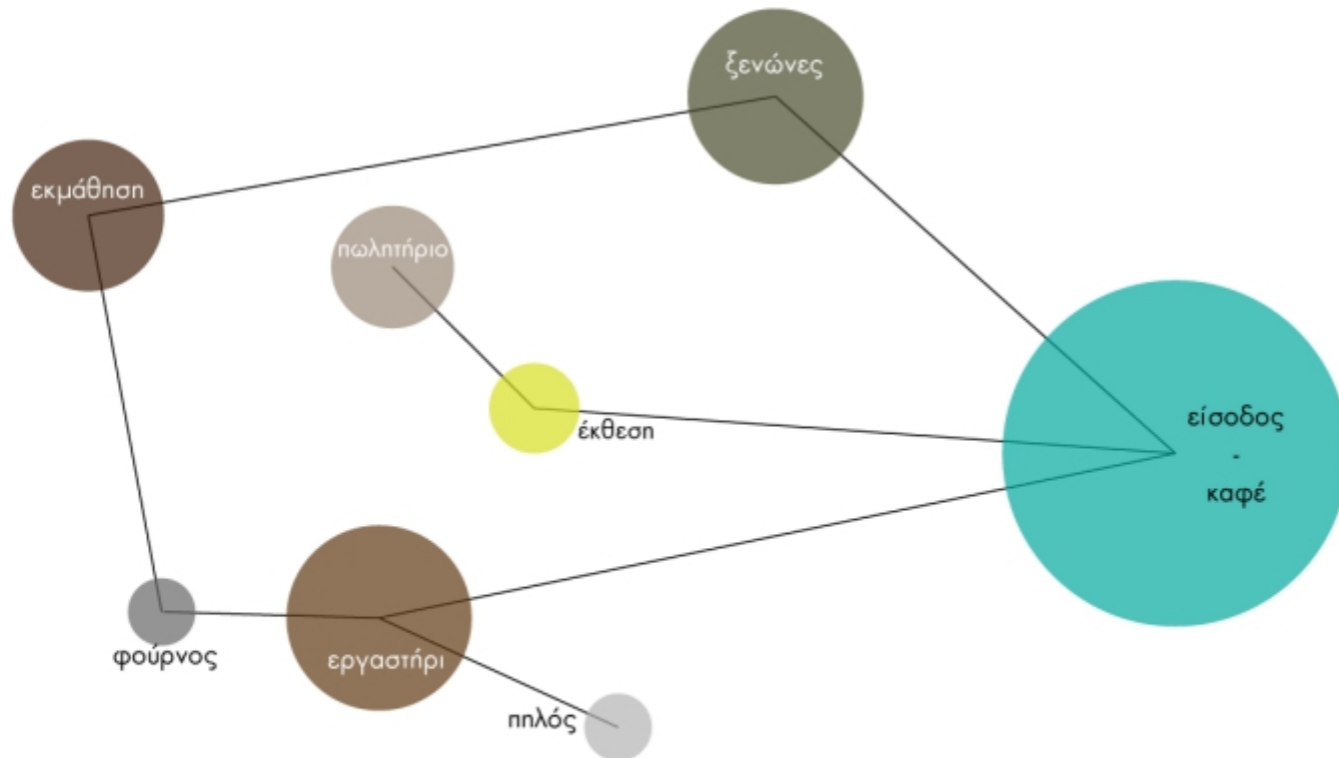 ξενώνες
εκμάθηση
πωλητήριο
έκθεση
είσοδος
-
καφέ
φούρνος
εργαστήρι
πηλός